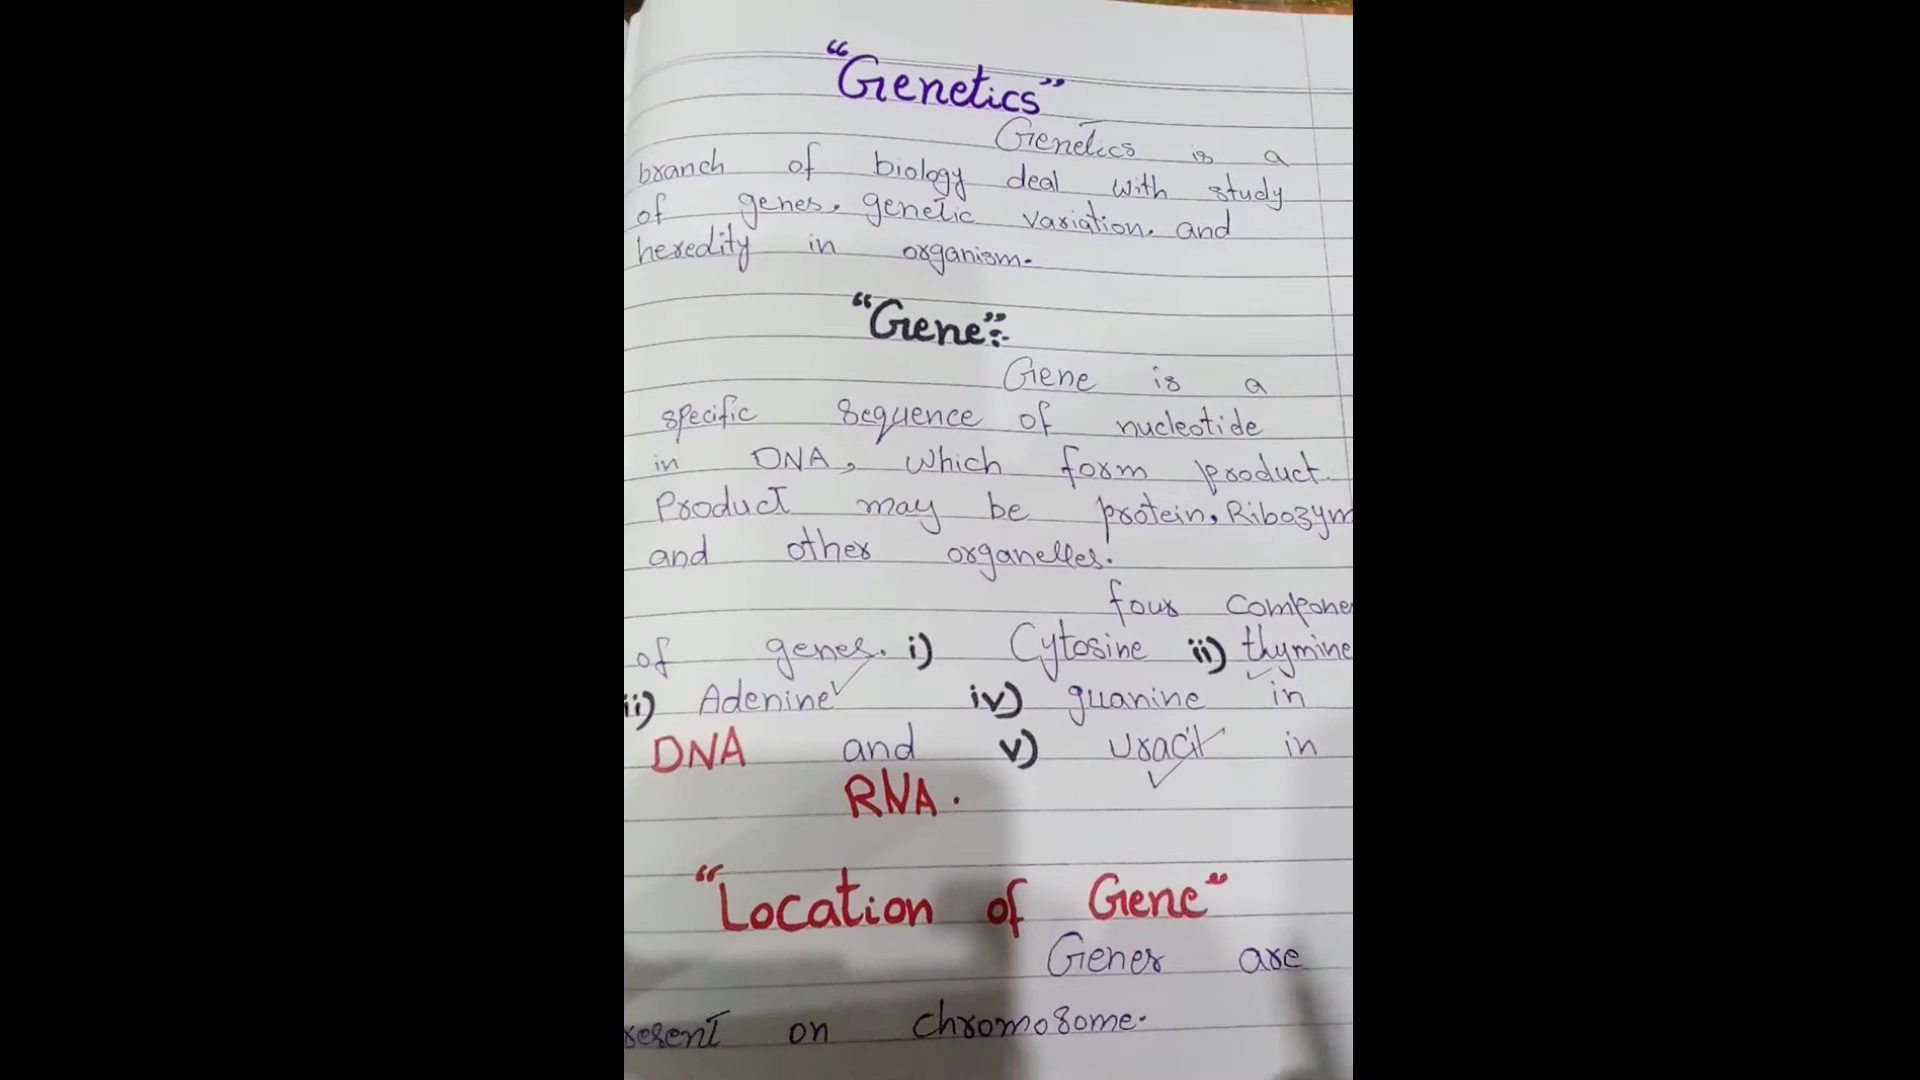 "Genetics"
Genetics is a
branch of biology deal with study
of genes, genetic variation, and
heredity in organism.
"Gene":-
Gene is a
specific sequence of nucleotide
in DNA, which form product.
Product may be protein, Ribozym
and other organelles.
four Compone
of genes. i) Cytosine ii) thymine
ii) Adenine iv) guanine in
DNA and v) Uracil in
RNA.
"Location of Gene"
Genes are
resent on chromosome.